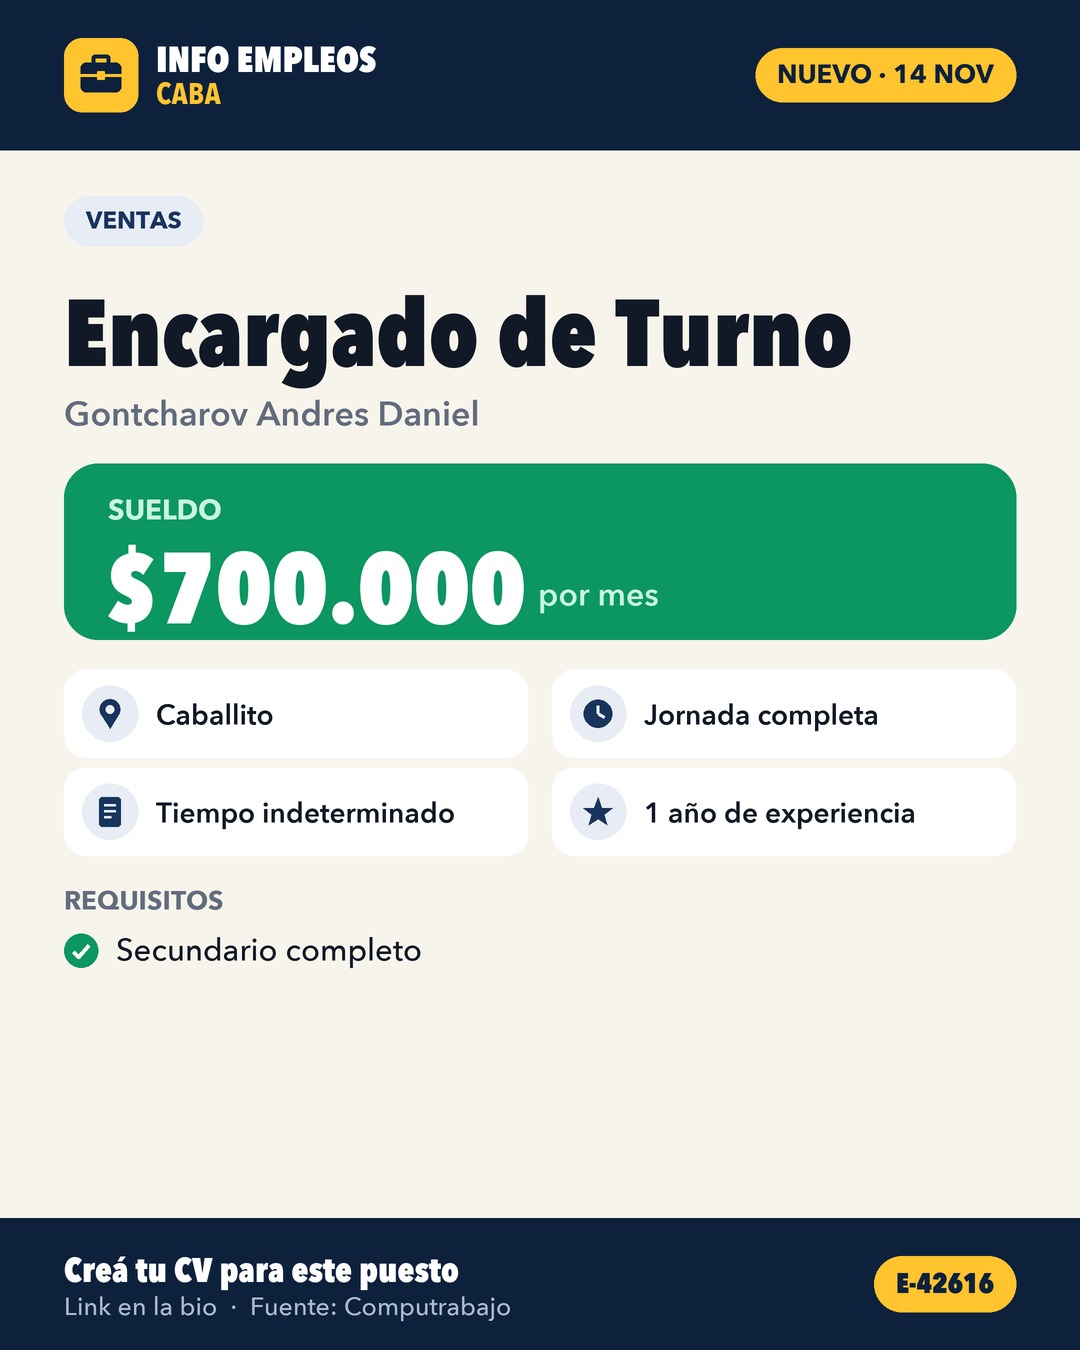 INFO EMPLEOS
CABA
NUEVO · 14 NOV
VENTAS
Encargado de Turno
Gontcharov Andres Daniel
SUELDO
$700.000 por mes
Caballito
Jornada completa
Tiempo indeterminado
1 año de experiencia
REQUISITOS
Secundario completo
Creá tu CV para este puesto
Link en la bio · Fuente: Computrabajo
E-42616